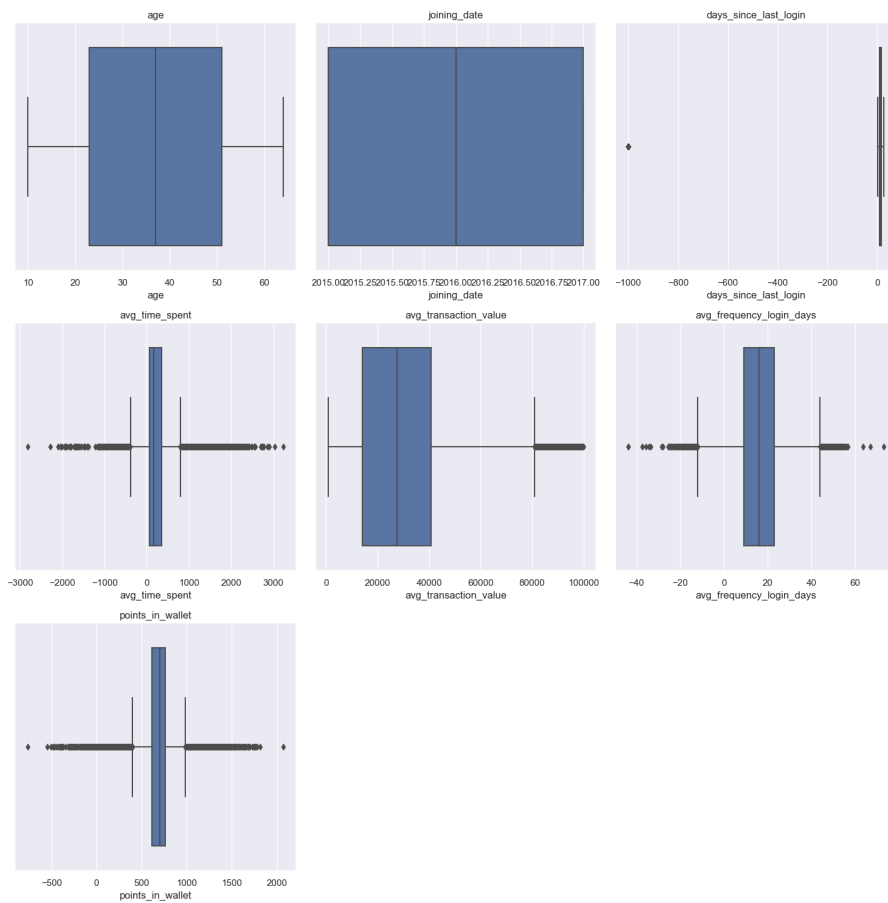 age
joining_date
days_since_last_login
10 20 30 40 50 60
2015.00 2015.25 2015.50 2015.75 2016.00 2016.25 2016.50 2016.75 2017.00
−1000 −800 −600 −400 −200 0
age
joining_date
days_since_last_login
avg_time_spent
avg_transaction_value
avg_frequency_login_days
−3000 −2000 −1000 0 1000 2000 3000
0 20000 40000 60000 80000 100000
−40 −20 0 20 40 60
avg_time_spent
avg_transaction_value
avg_frequency_login_days
points_in_wallet
−500 0 500 1000 1500 2000
points_in_wallet